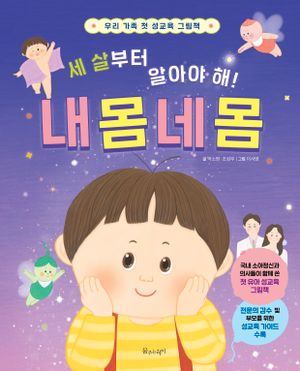 우리 가족 첫 성교육 그림책
세 살부터
알아야 해!
내 몸 네 몸
국내 소아정신과
의사들이 함께 쓴
첫 유아 성교육
그림책
전문의 감수 및
부모를 위한
성교육 가이드
수록